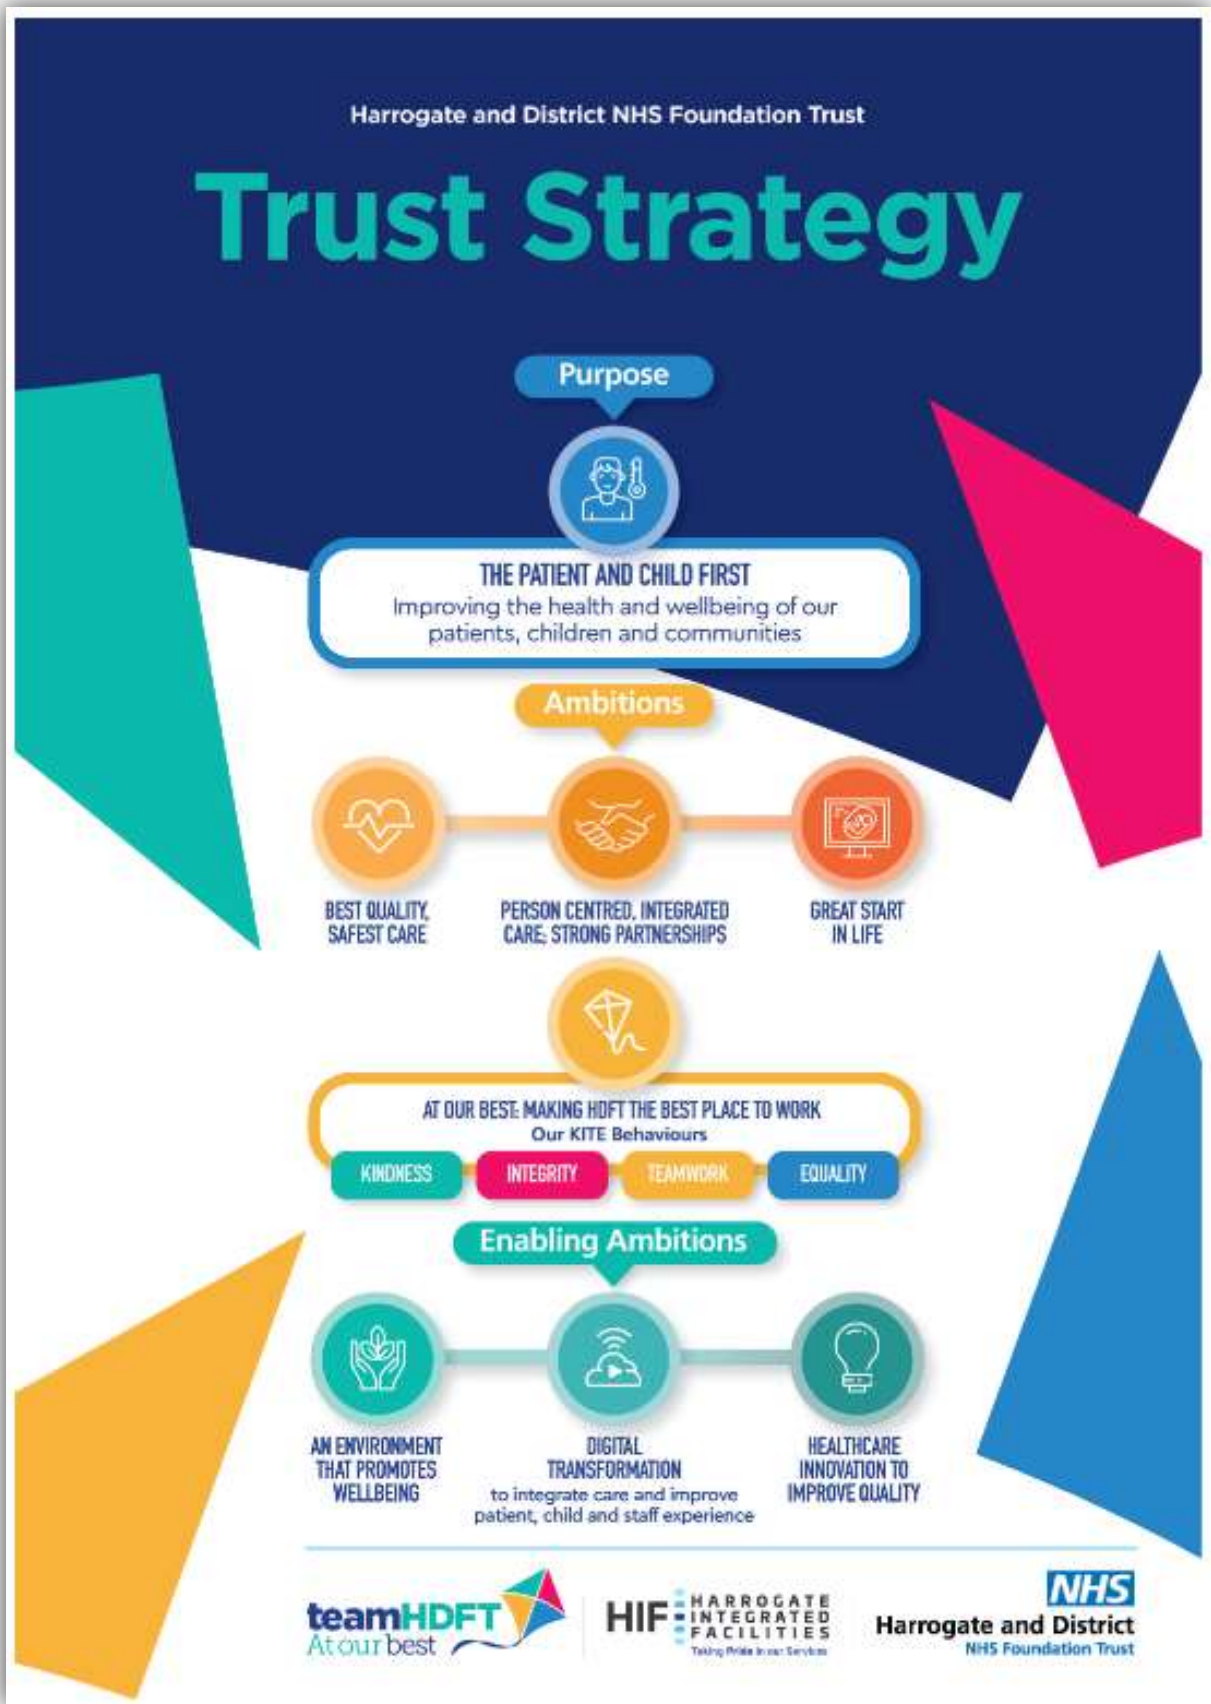 Harrogate and District NHS Foundation Trust
Trust Strategy
Purpose
THE PATIENT AND CHILD FIRST
Improving the health and wellbeing of our
patients, children and communities
Ambitions
BEST QUALITY,
SAFEST CARE
PERSON CENTRED, INTEGRATED
CARE; STRONG PARTNERSHIPS
GREAT START
IN LIFE
AT OUR BEST: MAKING HDFT THE BEST PLACE TO WORK
Our KITE Behaviours
KINDNESS
INTEGRITY
TEAMWORK
EQUALITY
Enabling Ambitions
AN ENVIRONMENT
THAT PROMOTES
WELLBEING
DIGITAL
TRANSFORMATION
to integrate care and improve
patient, child and staff experience
HEALTHCARE
INNOVATION TO
IMPROVE QUALITY
teamHDFT
At our best
HIF
HARROGATE
INTEGRATED
FACILITIES
Taking Pride in our Services
NHS
Harrogate and District
NHS Foundation Trust